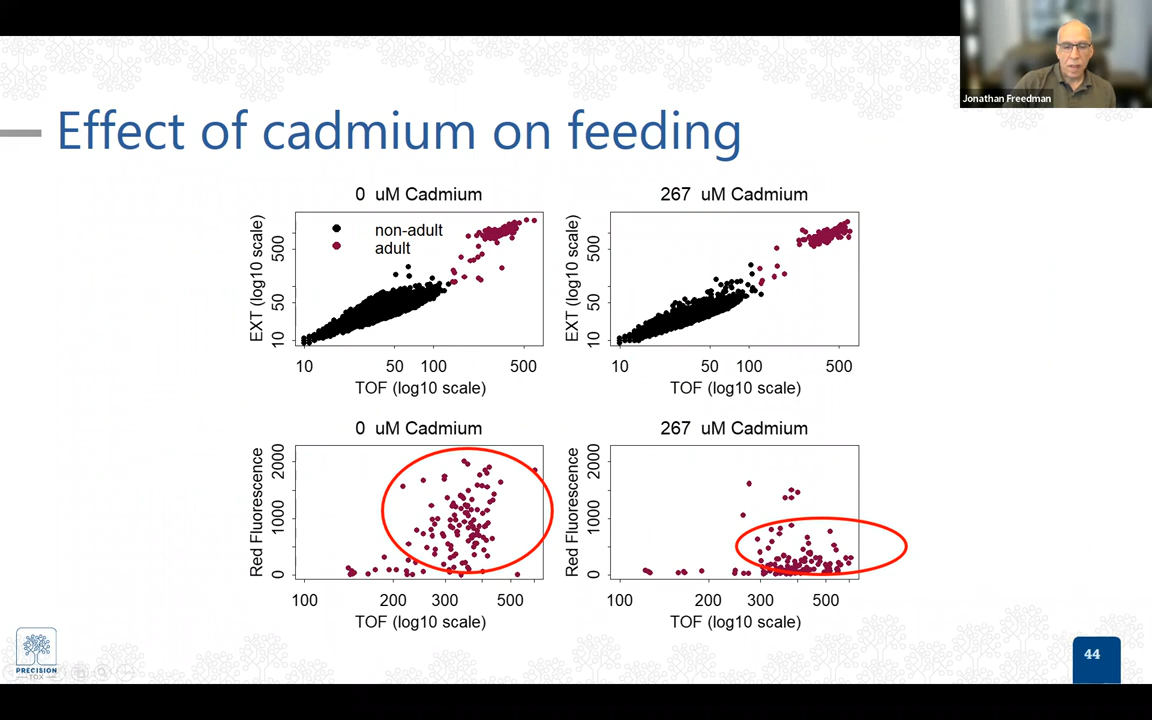 Jonathan Freedman
Effect of cadmium on feeding
0 uM Cadmium
EXT (log10 scale)
500
50
10
non-adult
adult
10 50 100 500
TOF (log10 scale)
267 uM Cadmium
EXT (log10 scale)
500
50
10
10 50 100 500
TOF (log10 scale)
0 uM Cadmium
Red Fluorescence
2000
1000
0
100 200 300 500
TOF (log10 scale)
267 uM Cadmium
Red Fluorescence
2000
1000
0
100 200 300 500
TOF (log10 scale)
PRECISION
TOX
44